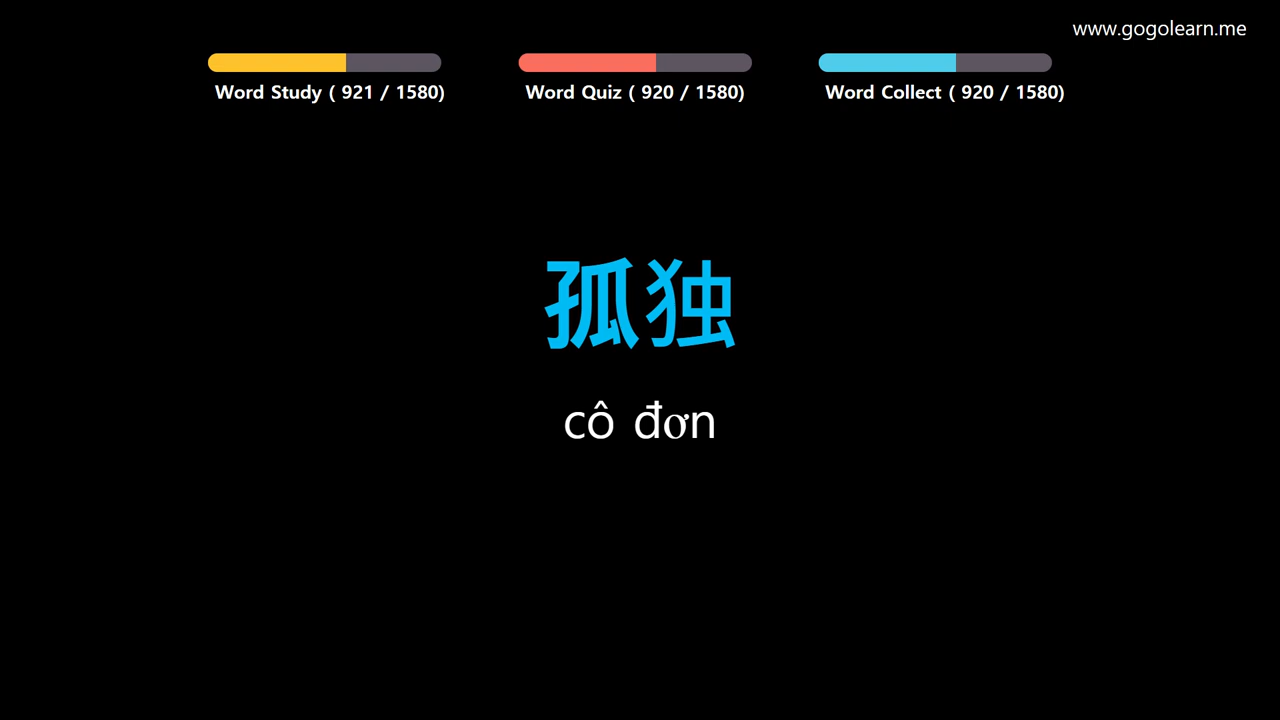 www.gogolearn.me
Word Study ( 921 / 1580)
Word Quiz ( 920 / 1580)
Word Collect ( 920 / 1580)
孤独
cô đơn